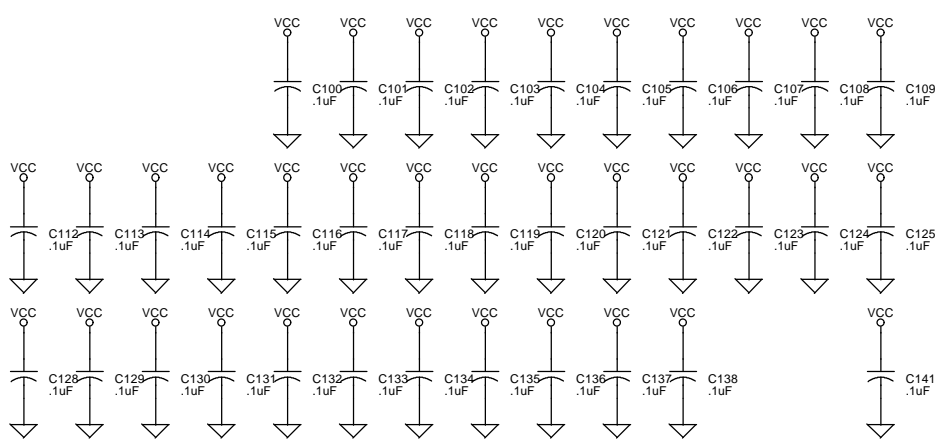 VCC VCC VCC VCC VCC VCC VCC VCC VCC VCC
C100 C101 C102 C103 C104 C105 C106 C107 C108 C109
.1uF .1uF .1uF .1uF .1uF .1uF .1uF .1uF .1uF .1uF
VCC VCC VCC VCC VCC VCC VCC VCC VCC VCC VCC VCC VCC VCC
C112 C113 C114 C115 C116 C117 C118 C119 C120 C121 C122 C123 C124 C125
.1uF .1uF .1uF .1uF .1uF .1uF .1uF .1uF .1uF .1uF .1uF .1uF .1uF .1uF
VCC VCC VCC VCC VCC VCC VCC VCC VCC VCC VCC VCC
C128 C129 C130 C131 C132 C133 C134 C135 C136 C137 C138 C141
.1uF .1uF .1uF .1uF .1uF .1uF .1uF .1uF .1uF .1uF .1uF .1uF